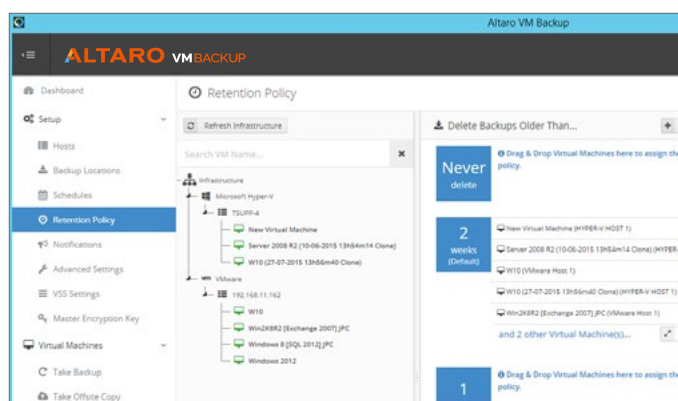 Altaro VM Backup
ALTARO VMBACKUP
Dashboard
Setup
Hosts
Backup Locations
Schedules
Retention Policy
Notifications
Advanced Settings
VSS Settings
Master Encryption Key
Virtual Machines
Take Backup
Take Offsite Copy
Retention Policy
Refresh Infrastructure
Search VM Name...
Infrastructure
Microsoft Hyper-V
TSUPP-4
New Virtual Machine
Server 2008 R2 (10-06-2015 13h54m14 Clone)
W10 (27-07-2015 13h56m40 Clone)
vm VMware
192.168.11.162
W10
Win2K8R2 [Exchange 2007] JPC
Windows 8 [SQL 2012] JPC
Windows 2012
Delete Backups Older Than...
Never
delete
Drag & Drop Virtual Machines here to assign the
policy.
2
weeks
(Default)
New Virtual Machine (HYPER-V HOST 1)
Server 2008 R2 (10-06-2015 13h54m14 Clone) (HYPER-
W10 (VMware Host 1)
W10 (27-07-2015 13h56m40 Clone) (HYPER-V HOST 1)
Win2K8R2 [Exchange 2007] JPC (VMware Host 1)
and 2 other Virtual Machine(s)...
1
Drag & Drop Virtual Machines here to assign the
policy.